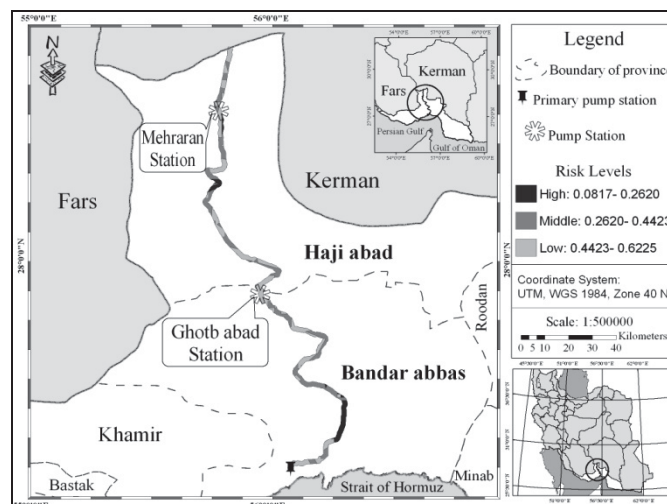 55°0'0"E
56°0'0"E
N
Mehraran
Station
Fars
Kerman
28°0'0"N
Haji abad
Roodan
Ghotb abad
Station
Bandar abbas
Khamir
Bastak
Minab
Strait of Hormuz
28°0'0"N
Kerman
Fars
Persian Gulf
Gulf of Oman
Legend
Boundary of province
Primary pump station
Pump Station
Risk Levels
High: 0.0817- 0.2620
Middle: 0.2620- 0.4423
Low: 0.4423- 0.6225
Coordinate System:
UTM, WGS 1984, Zone 40 N
Scale: 1:500000
Kilometers
0 5 10 20 30 40